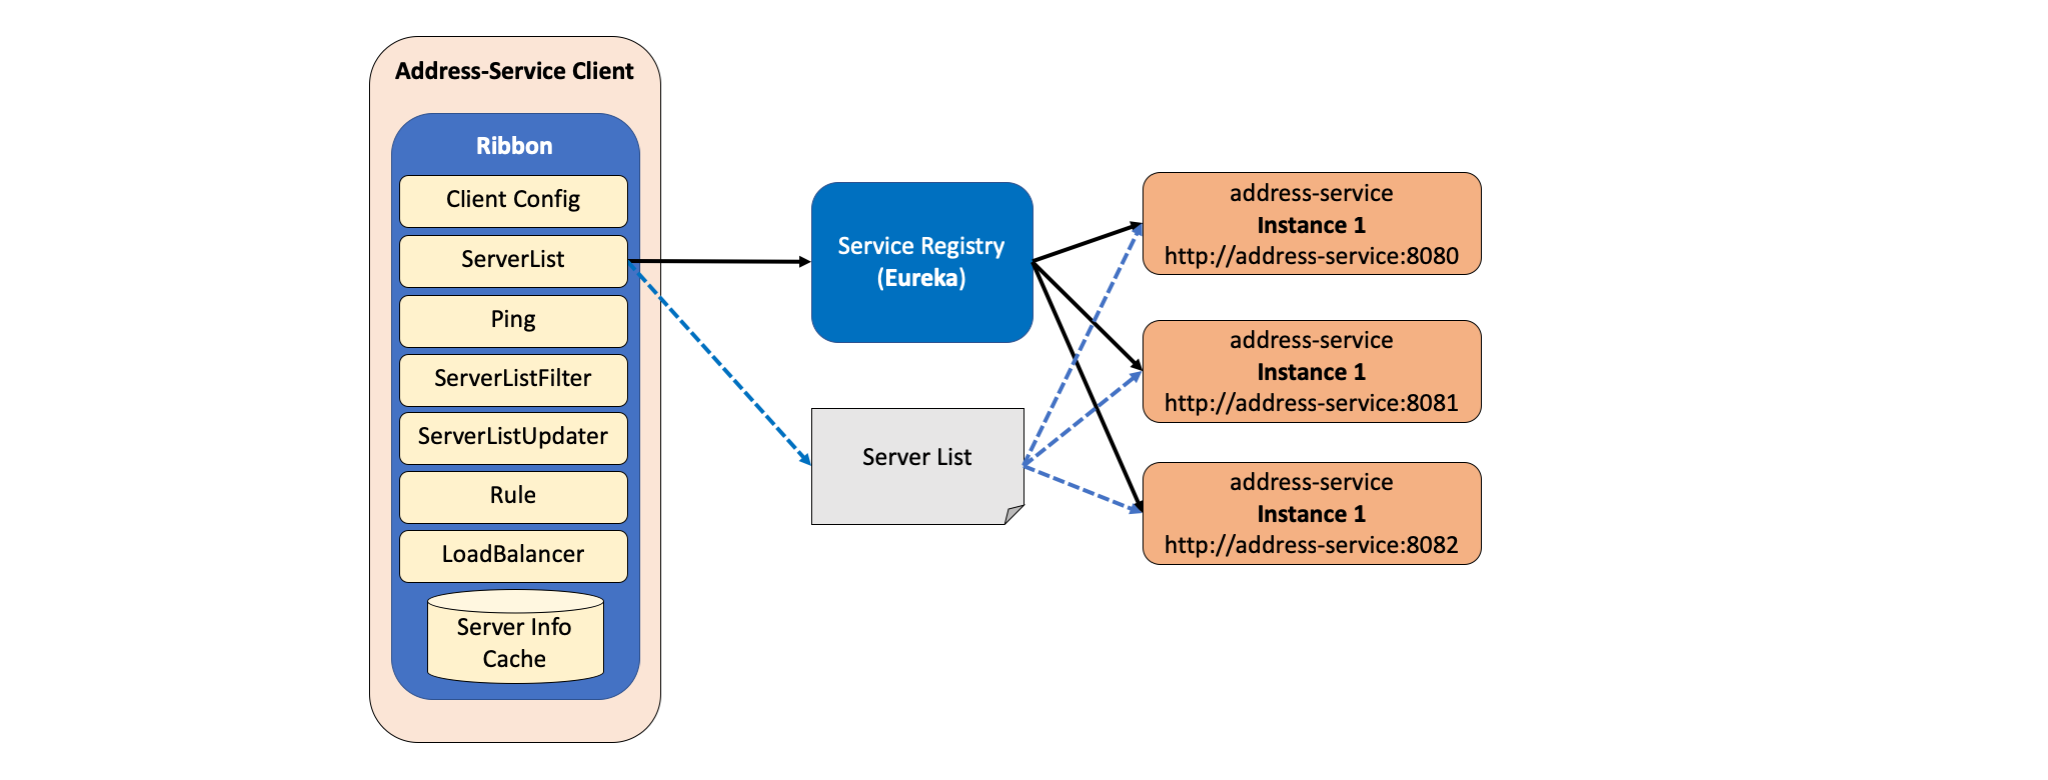 Address-Service Client
Ribbon
Client Config
ServerList
Ping
ServerListFilter
ServerListUpdater
Rule
LoadBalancer
Server Info
Cache
Service Registry
(Eureka)
Server List
address-service
Instance 1
http://address-service:8080
address-service
Instance 1
http://address-service:8081
address-service
Instance 1
http://address-service:8082